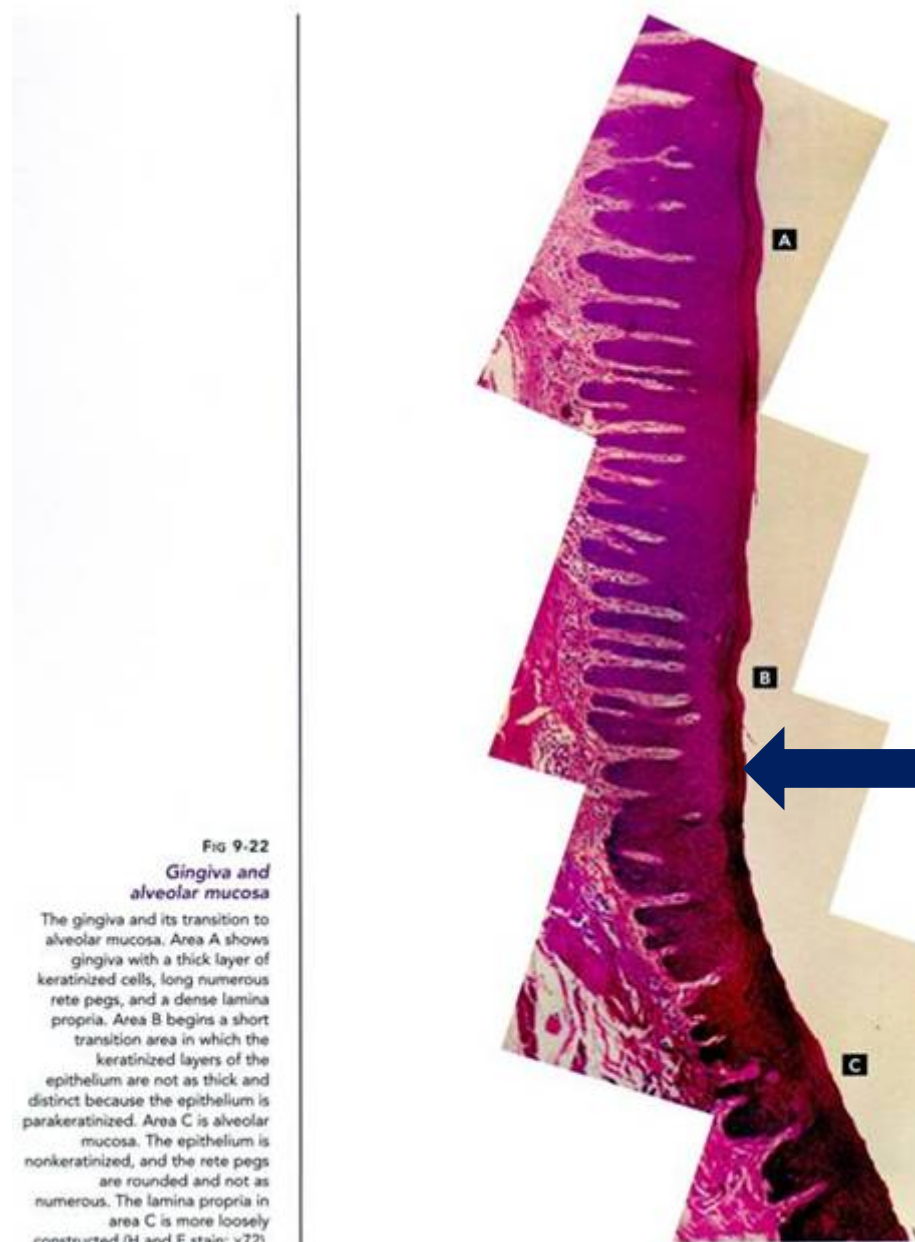 A
B
FIG 9-22
Gingiva and
alveolar mucosa
The gingiva and its transition to
alveolar mucosa. Area A shows
gingiva with a thick layer of
keratinized cells, long numerous
rete pegs, and a dense lamina
propria. Area B begins a short
transition area in which the
keratinized layers of the
epithelium are not as thick and
distinct because the epithelium is
parakeratinized. Area C is alveolar
mucosa. The epithelium is
nonkeratinized, and the rete pegs
are rounded and not as
numerous. The lamina propria in
area C is more loosely
constructed (H and E stain; x72).
C